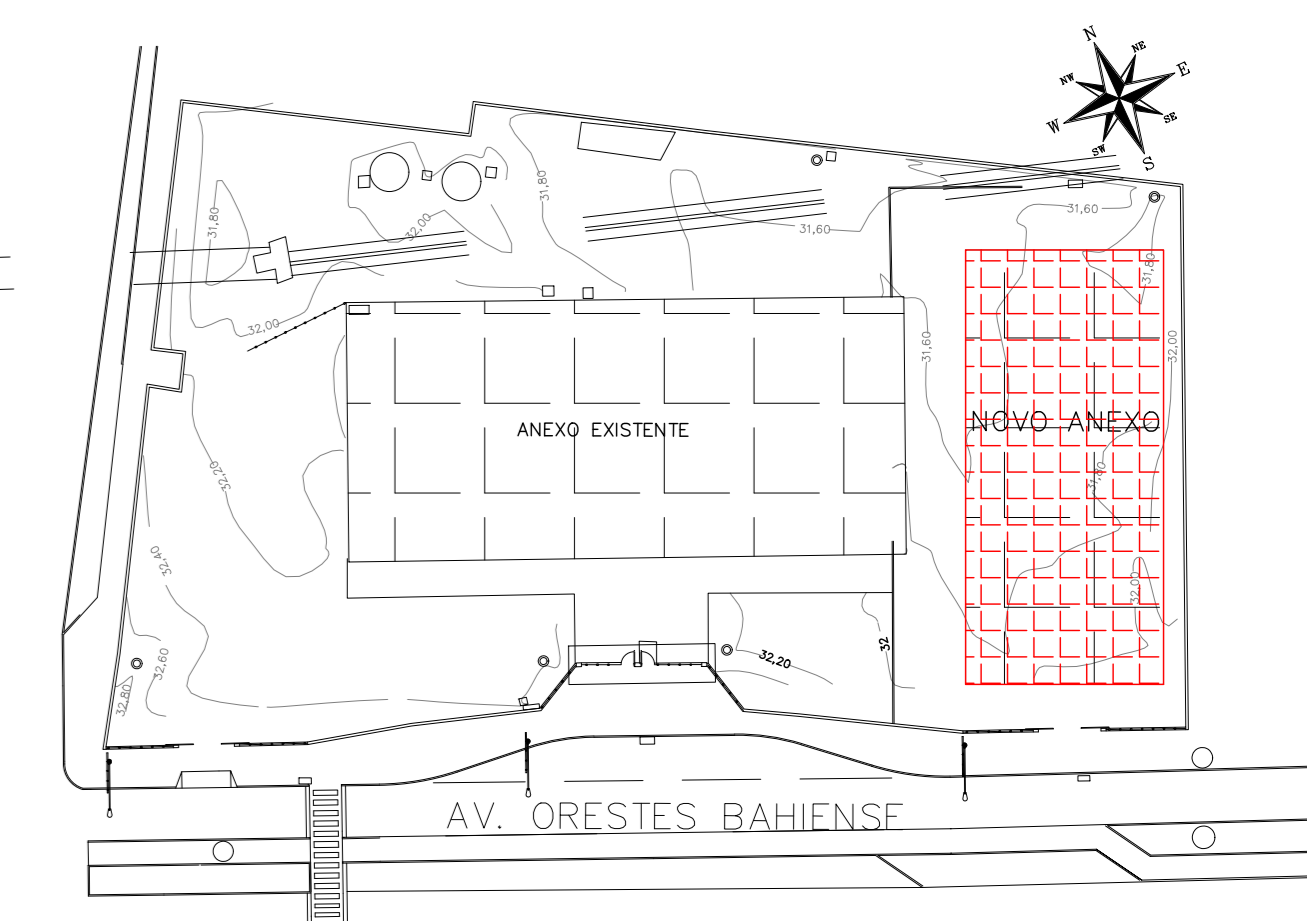 N
NE
NW
E
W
SE
SW
S
31,80
31,80
32,00
31,60
31,60
31,80
32,00
31,60
32,00
ANEXO EXISTENTE
NOVO ANEXO
32,20
31,80
32,40
32,00
32,60
32,20
32
32,80
AV. ORESTES BAHIENSE